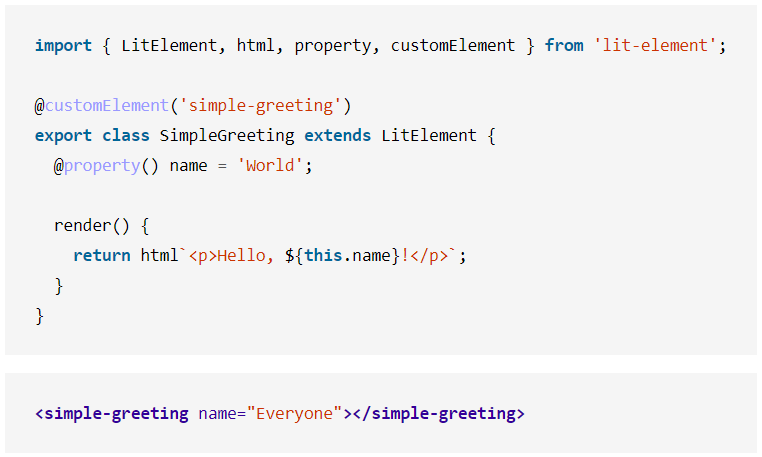 import { LitElement, html, property, customElement } from 'lit-element';
@customElement('simple-greeting')
export class SimpleGreeting extends LitElement {
@property() name = 'World';
render() {
return html`<p>Hello, ${this.name}!</p>`;
}
}
<simple-greeting name="Everyone"></simple-greeting>